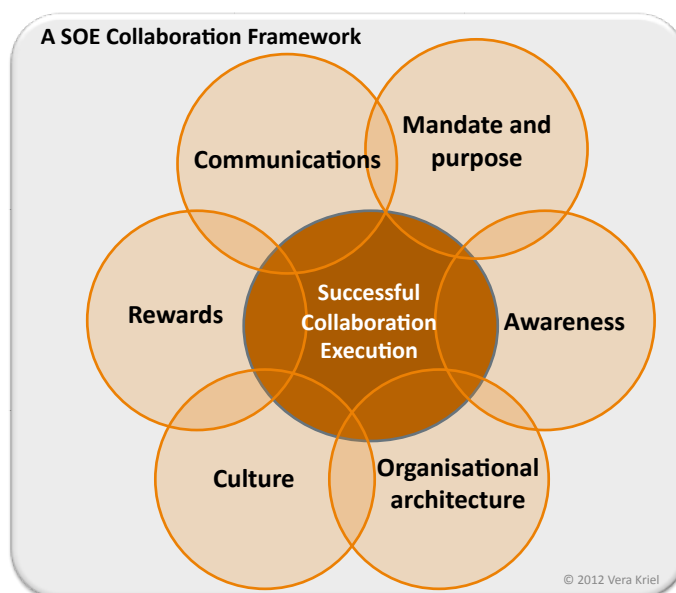 A SOE Collaboration Framework
Communications
Mandate and
purpose
Rewards
Successful
Collaboration
Execution
Awareness
Culture
Organisational
architecture
© 2012 Vera Kriel